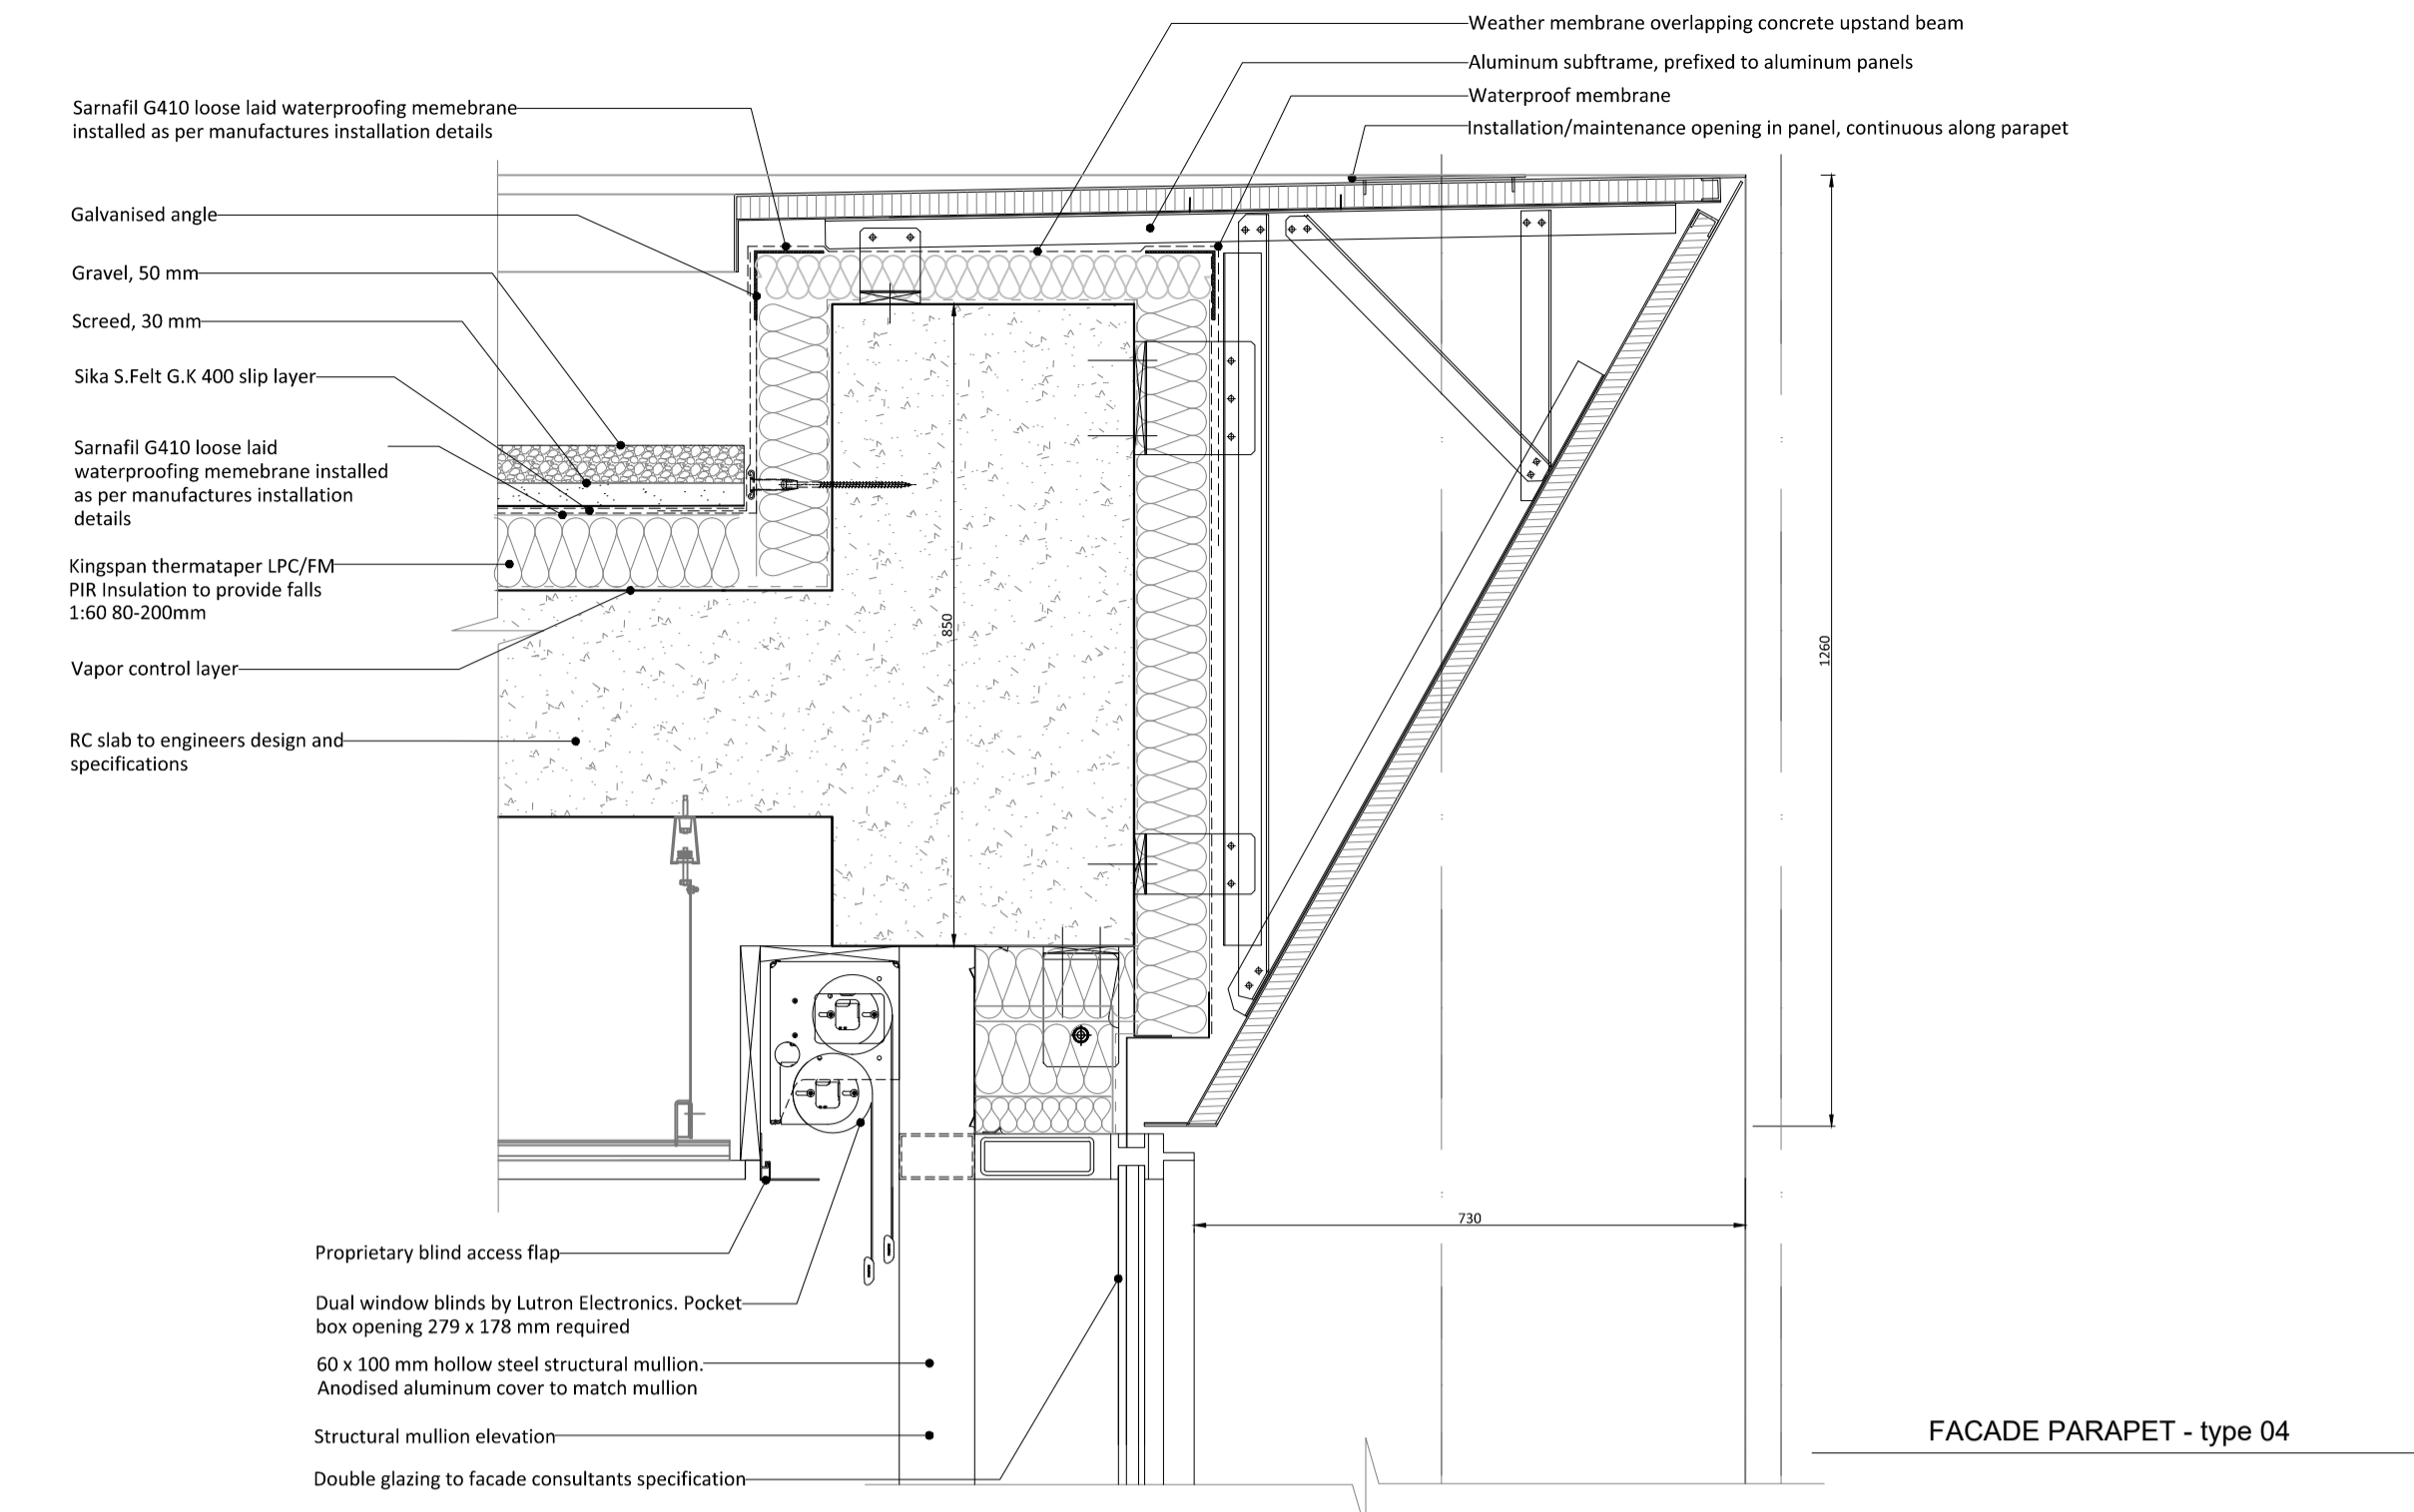 Weather membrane overlapping concrete upstand beam
Aluminum subftrame, prefixed to aluminum panels
Waterproof membrane
Installation/maintenance opening in panel, continuous along parapet
Sarnafil G410 loose laid waterproofing memebrane
installed as per manufactures installation details
Galvanised angle
Gravel, 50 mm
Screed, 30 mm
Sika S.Felt G.K 400 slip layer
Sarnafil G410 loose laid
waterproofing memebrane installed
as per manufactures installation
details
Kingspan thermataper LPC/FM
PIR Insulation to provide falls
1:60 80-200mm
Vapor control layer
RC slab to engineers design and
specifications
850
1260
730
Proprietary blind access flap
Dual window blinds by Lutron Electronics. Pocket
box opening 279 x 178 mm required
60 x 100 mm hollow steel structural mullion.
Anodised aluminum cover to match mullion
Structural mullion elevation
Double glazing to facade consultants specification
FACADE PARAPET - type 04